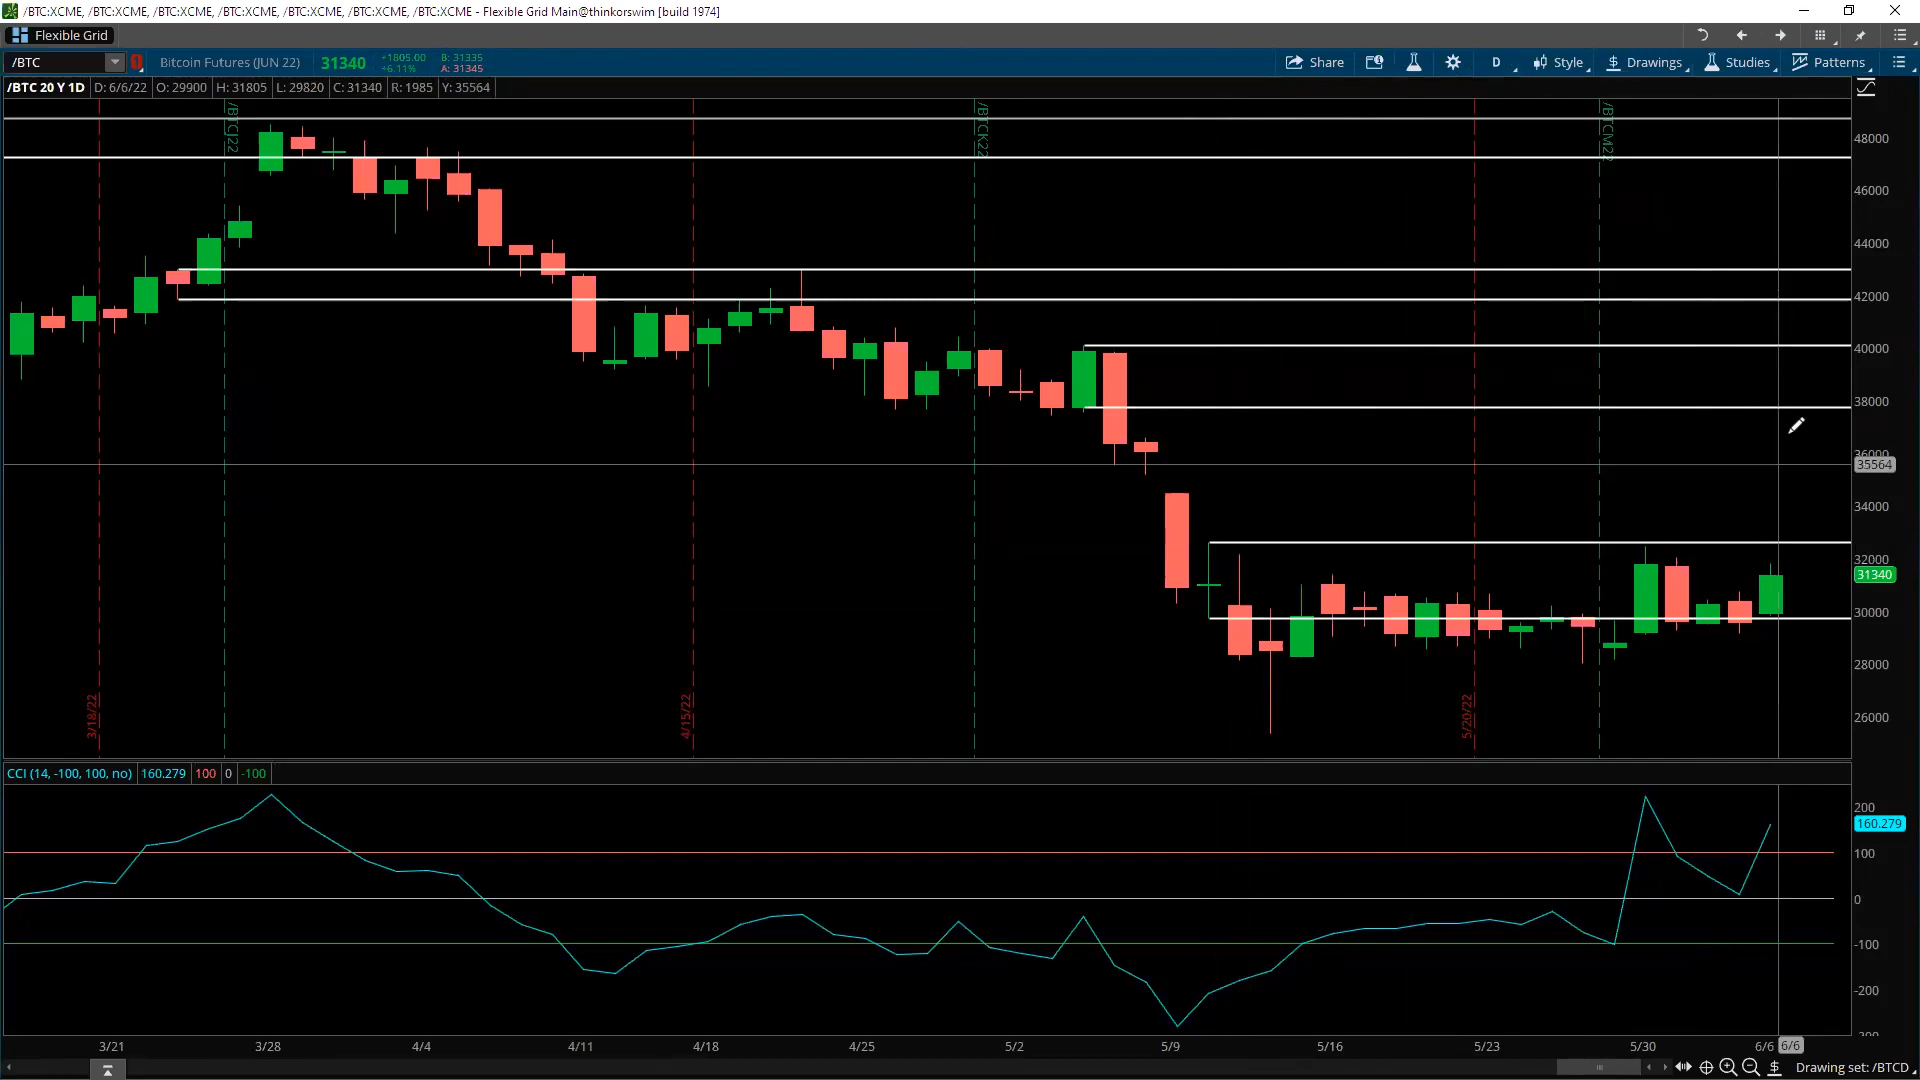 /BTC:XCME, /BTC:XCME, /BTC:XCME, /BTC:XCME, /BTC:XCME, /BTC:XCME, /BTC:XCME - Flexible Grid Main@thinkorswim [build 1974]
Flexible Grid
/BTC
Bitcoin Futures (JUN 22)
31340
+1805.00
+6.11%
B: 31335
A: 31345
Share
D
Style
Drawings
Studies
Patterns
/BTC 20 Y 1D
D: 6/6/22
O: 29900
H: 31805
L: 29820
C: 31340
R: 1985
Y: 35564
/BTCJ22
/BTCK22
/BTCM22
48000
46000
44000
42000
40000
38000
36000
35564
34000
32000
31340
30000
28000
26000
3/18/22
4/15/22
5/20/22
CCI (14, -100, 100, no)
160.279
100
0
-100
200
160.279
100
0
-100
-200
3/21
3/28
4/4
4/11
4/18
4/25
5/2
5/9
5/16
5/23
5/30
6/6
6/6
Drawing set: /BTCD